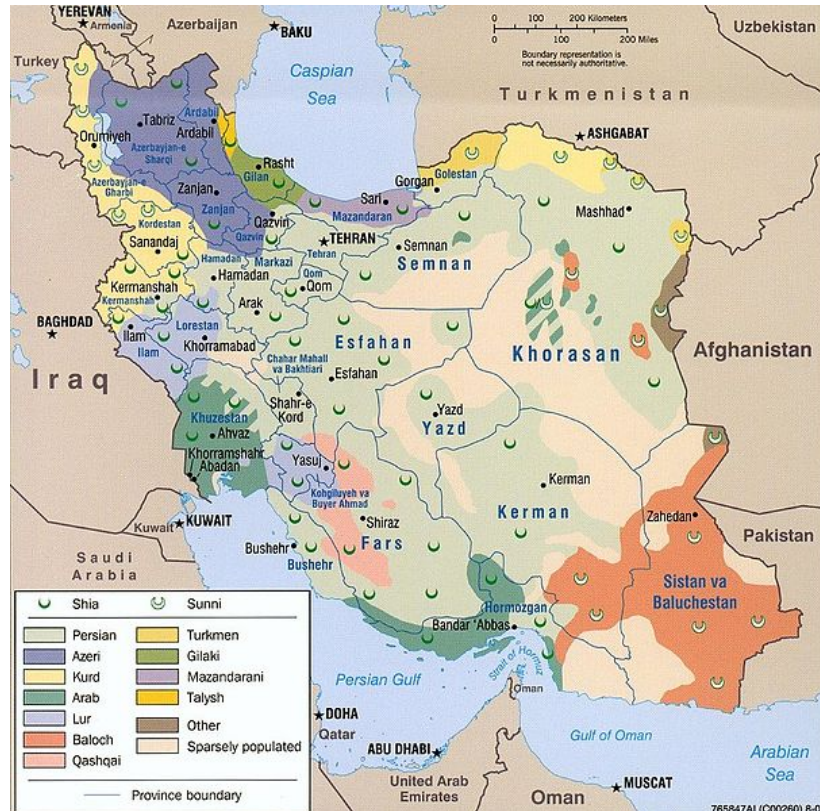 YEREVAN
Armenia
Azerbaijan
BAKU
Turkey
Caspian
Sea
0 100 200 Kilometers
0 100 200 Miles
Boundary representation is
not necessarily authoritative.
Uzbekistan
Turkmenistan
ASHGABAT
Tabriz
Ardabil
Ardabil
Orumiyeh
Azerbayjan-e
Sharqi
Rasht
Gilan
Azerbayjan-e
Gharbi
Zanjan
Zanjan
Gorgan
Golestan
Sari
Mazandaran
Mashhad
Kordestan
Qazvin
Qazvin
TEHRAN
Tehran
Sanandaj
Hamadan
Markazi
Semnan
Semnan
Hamadan
Qom
Qom
Kermanshah
Kermanshah
Arak
BAGHDAD
Ilam
Ilam
Lorestan
Khorramabad
Esfahan
Khorasan
Afghanistan
Iraq
Chahar Mahall
va Bakhtiari
Esfahan
Shahr-e
Kord
Yazd
Yazd
Khuzestan
Ahvaz
Khorramshahr
Abadan
Yasuj
Kohgiluyeh va
Buyer Ahmad
Kerman
Kerman
Zahedan
Kuwait
KUWAIT
Shiraz
Fars
Pakistan
Saudi
Arabia
Bushehr
Bushehr
Sistan va
Baluchestan
Hormozgan
Bandar 'Abbas
Strait of Hormuz
Oman
Persian Gulf
DOHA
Qatar
Gulf of Oman
ABU DHABI
Arabian
Sea
United Arab
Emirates
Oman
MUSCAT
Shia Sunni
Persian Turkmen
Azeri Gilaki
Kurd Mazandarani
Arab Talysh
Lur
Baloch Other
Qashqai Sparsely populated
Province boundary